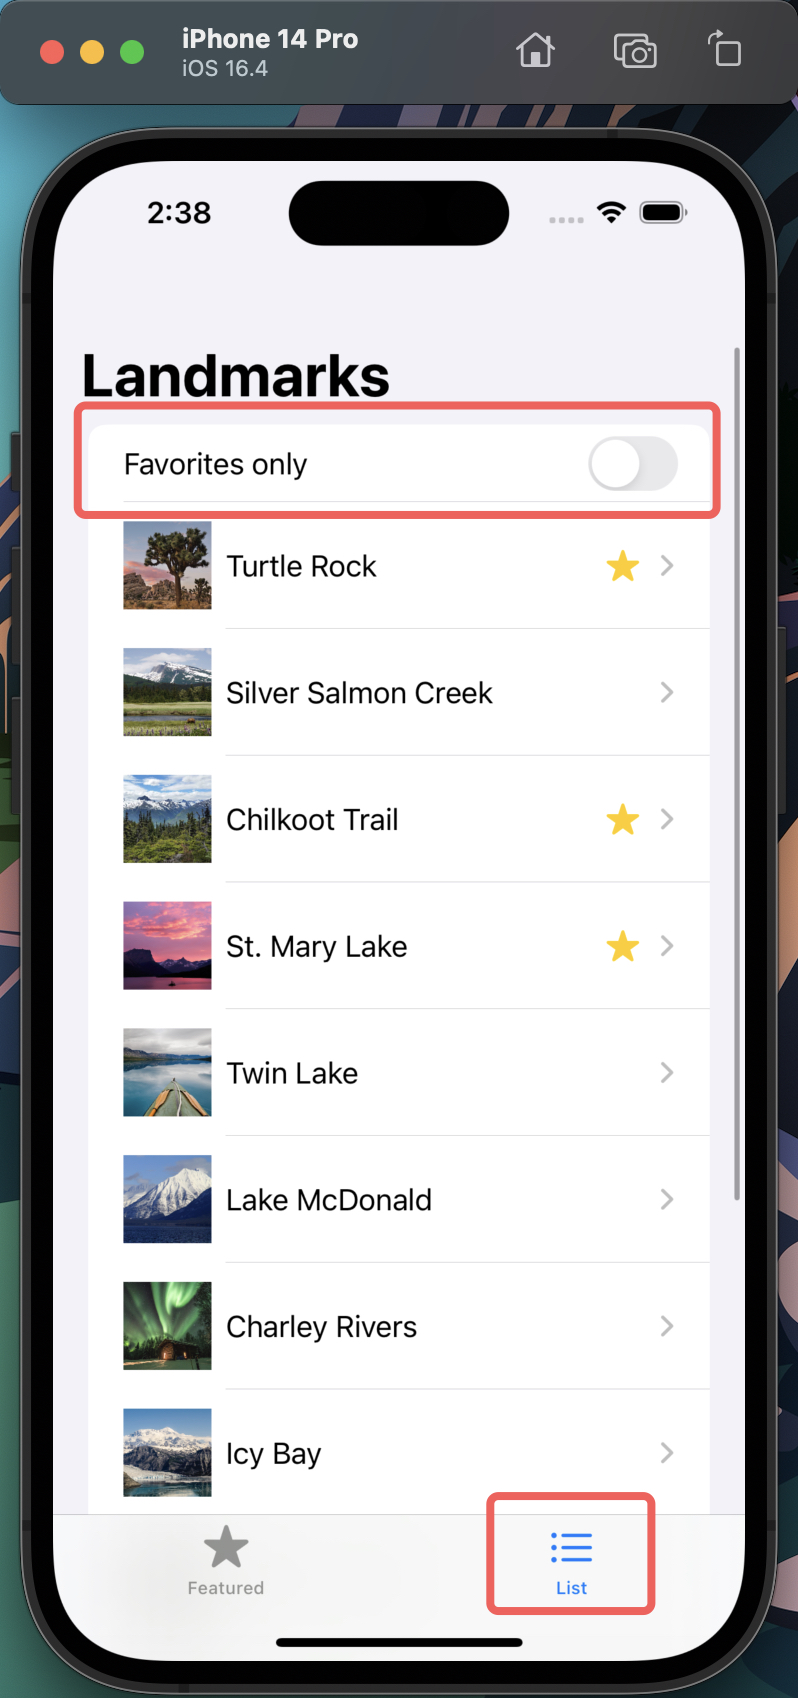 iPhone 14 Pro
iOS 16.4
2:38
Landmarks
Favorites only
Turtle Rock
Silver Salmon Creek
Chilkoot Trail
St. Mary Lake
Twin Lake
Lake McDonald
Charley Rivers
Icy Bay
Featured
List